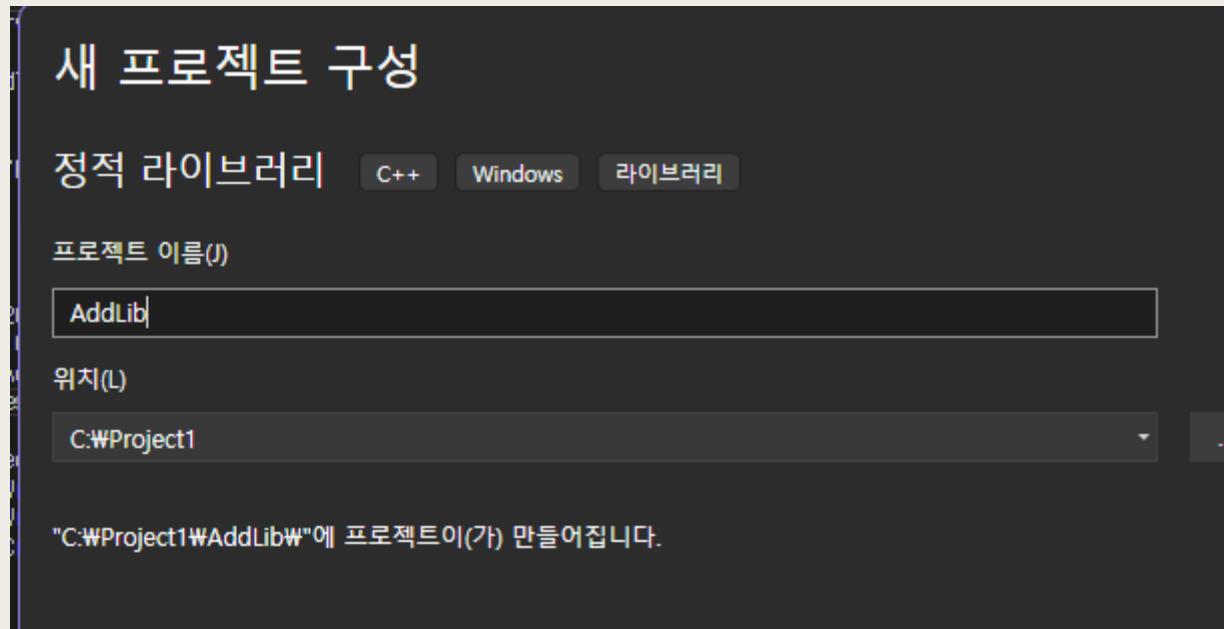 새 프로젝트 구성
정적 라이브러리 C++ Windows 라이브러리
프로젝트 이름(J)
AddLib
위치(L)
C:₩Project1
"C:₩Project1₩AddLib₩"에 프로젝트이(가) 만들어집니다.